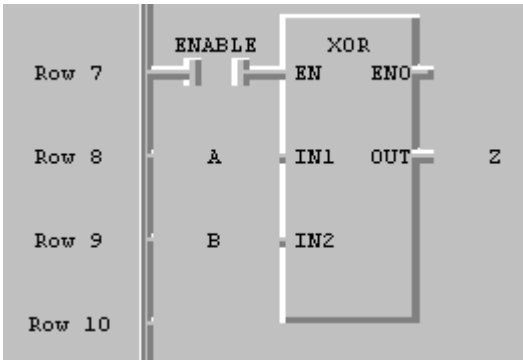 ENABLE XOR
Row 7 EN ENO
Row 8 A IN1 OUT Z
Row 9 B IN2
Row 10